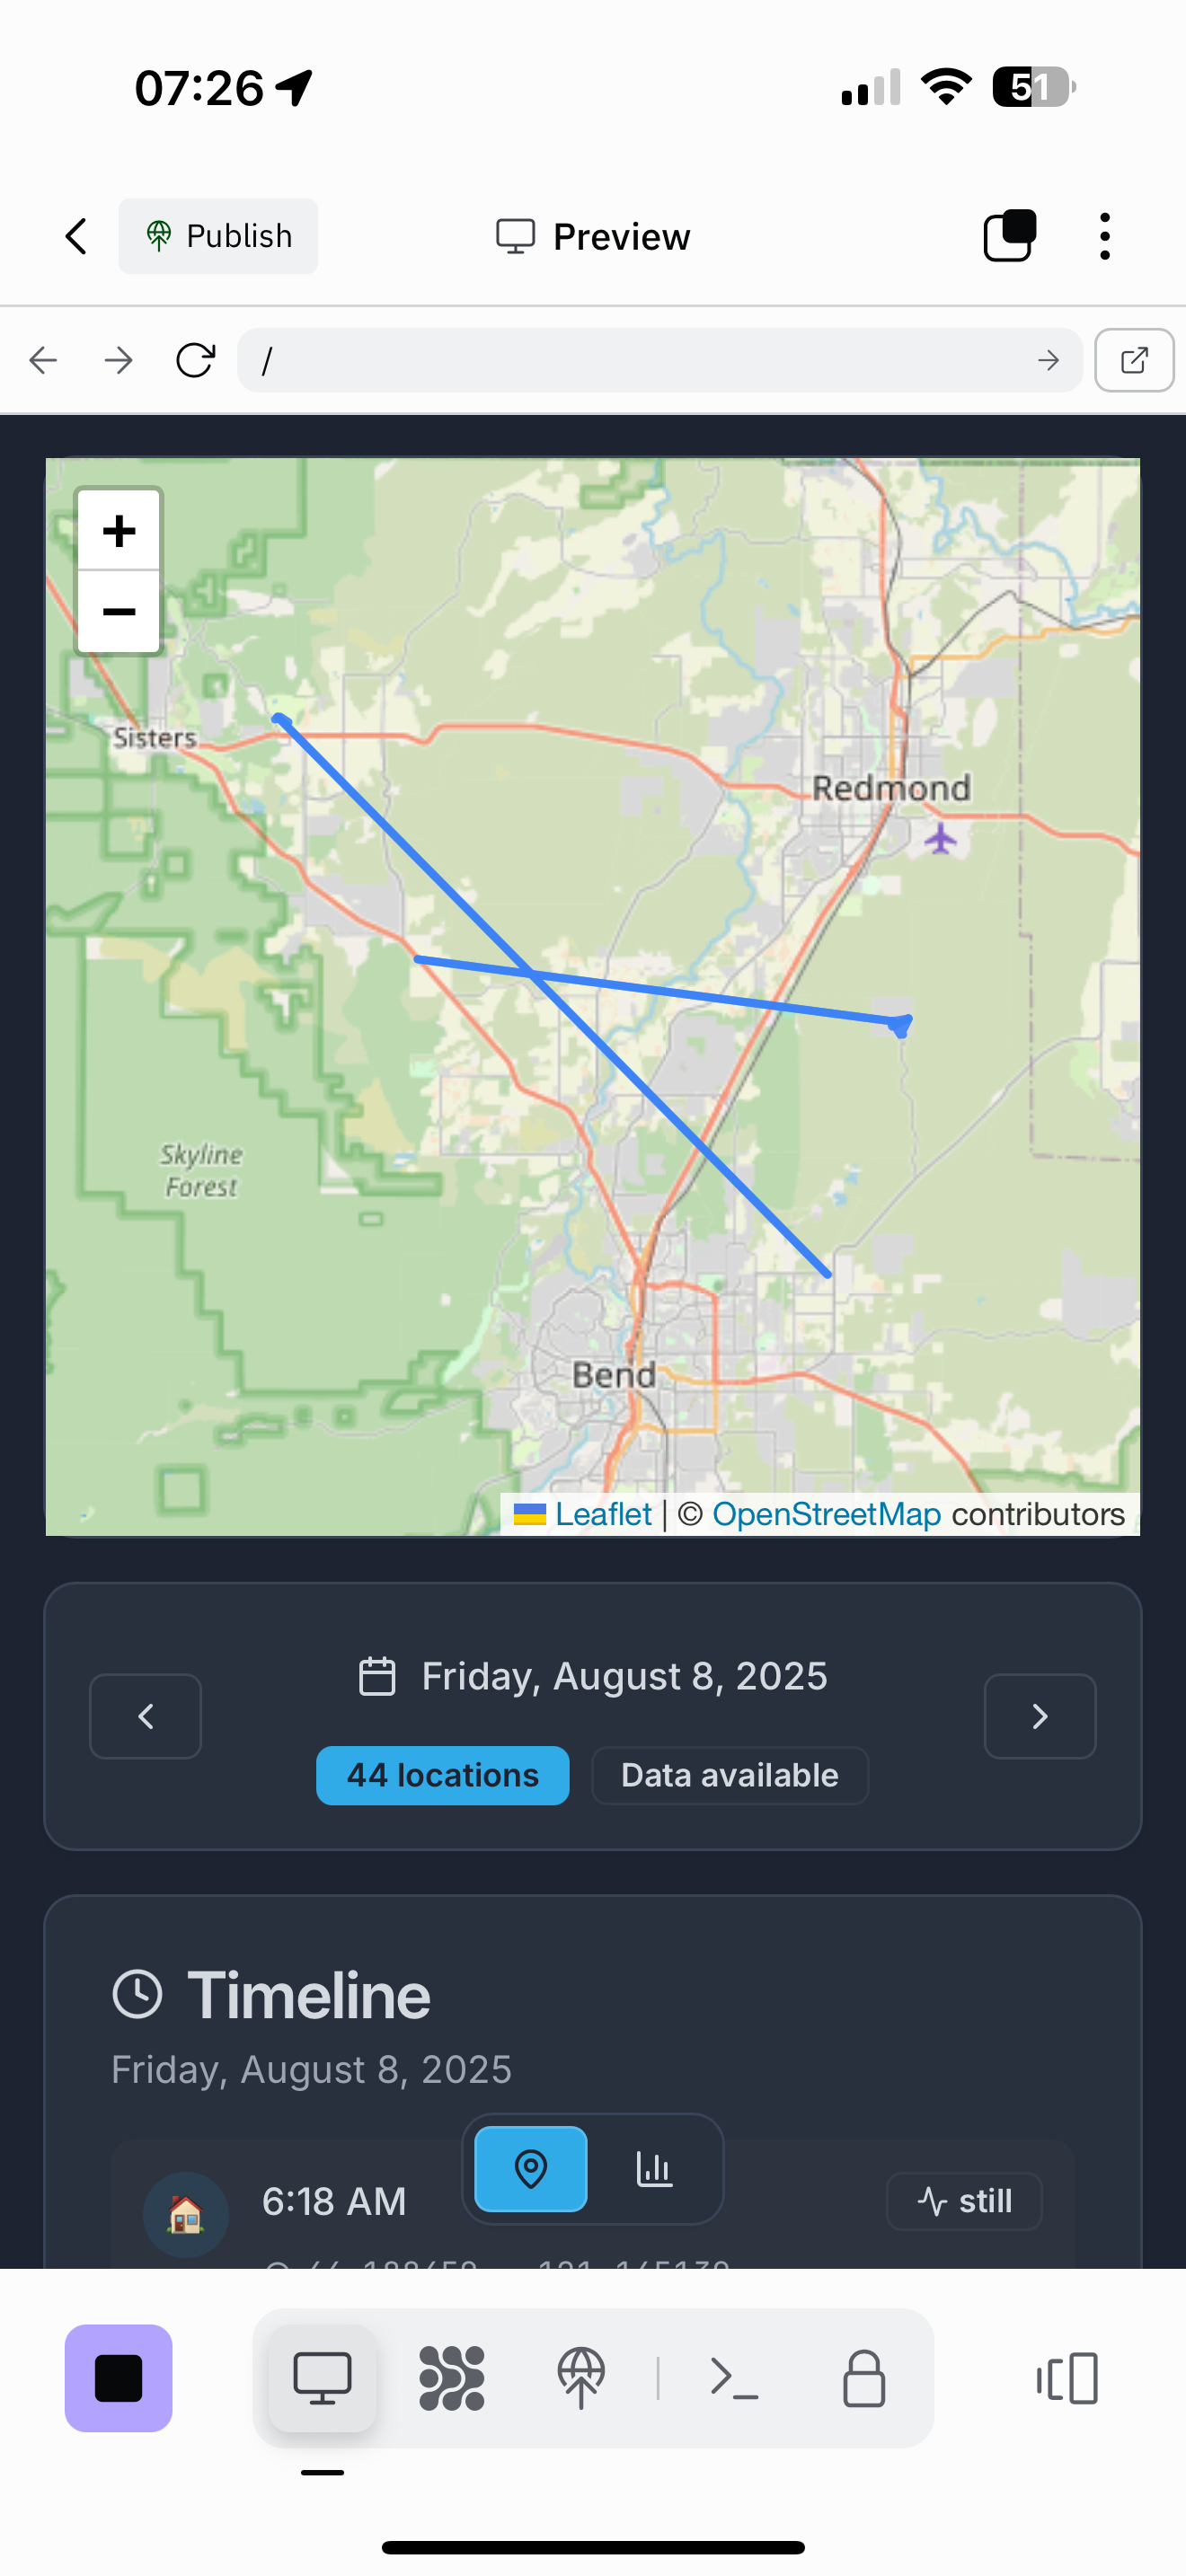 07:26
51
Publish
Preview
/
+
−
Sisters
Redmond
Skyline
Forest
Bend
Leaflet | © OpenStreetMap contributors
Friday, August 8, 2025
44 locations
Data available
Timeline
Friday, August 8, 2025
6:18 AM
still